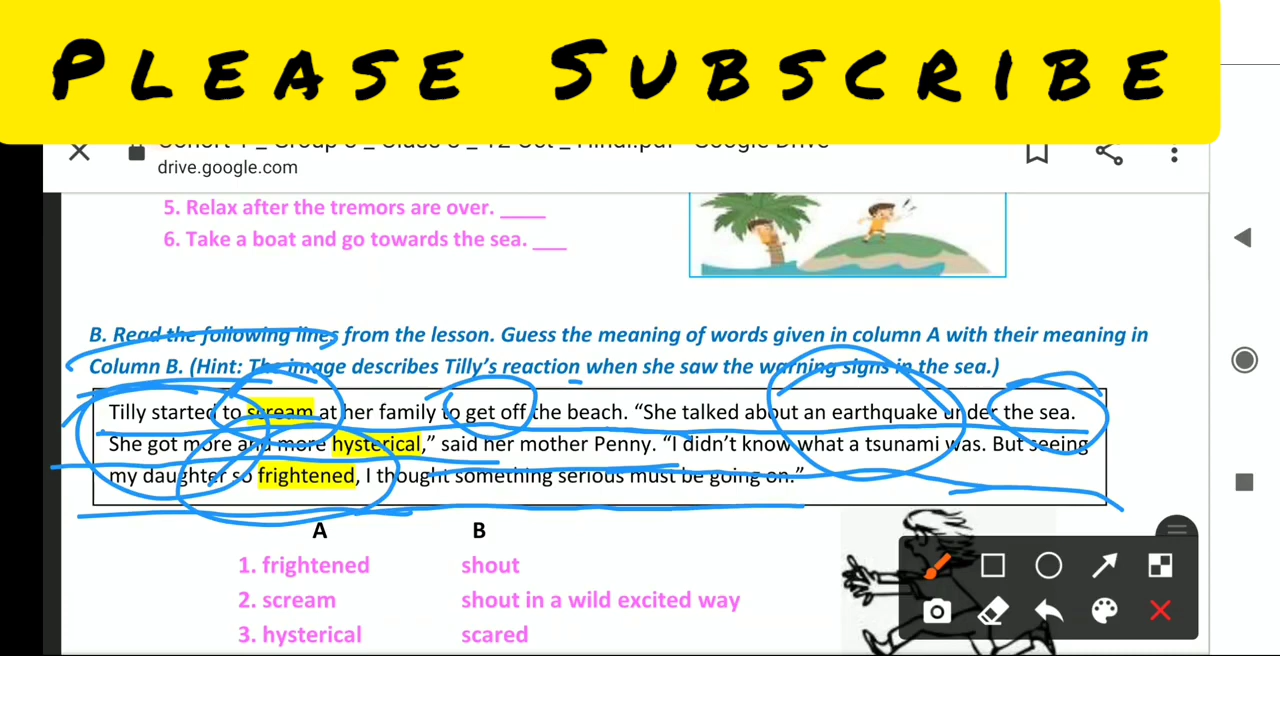 PLEASE SUBSCRIBE
drive.google.com
5. Relax after the tremors are over. ____
6. Take a boat and go towards the sea. ___
B. Read the following lines from the lesson. Guess the meaning of words given in column A with their meaning in
Column B. (Hint: The image describes Tilly's reaction when she saw the warning signs in the sea.)
Tilly started to scream at her family to get off the beach. “She talked about an earthquake under the sea.
She got more and more hysterical,” said her mother Penny. “I didn't know what a tsunami was. But seeing
my daughter so frightened, I thought something serious must be going on.”
A B
1. frightened shout
2. scream shout in a wild excited way
3. hysterical scared